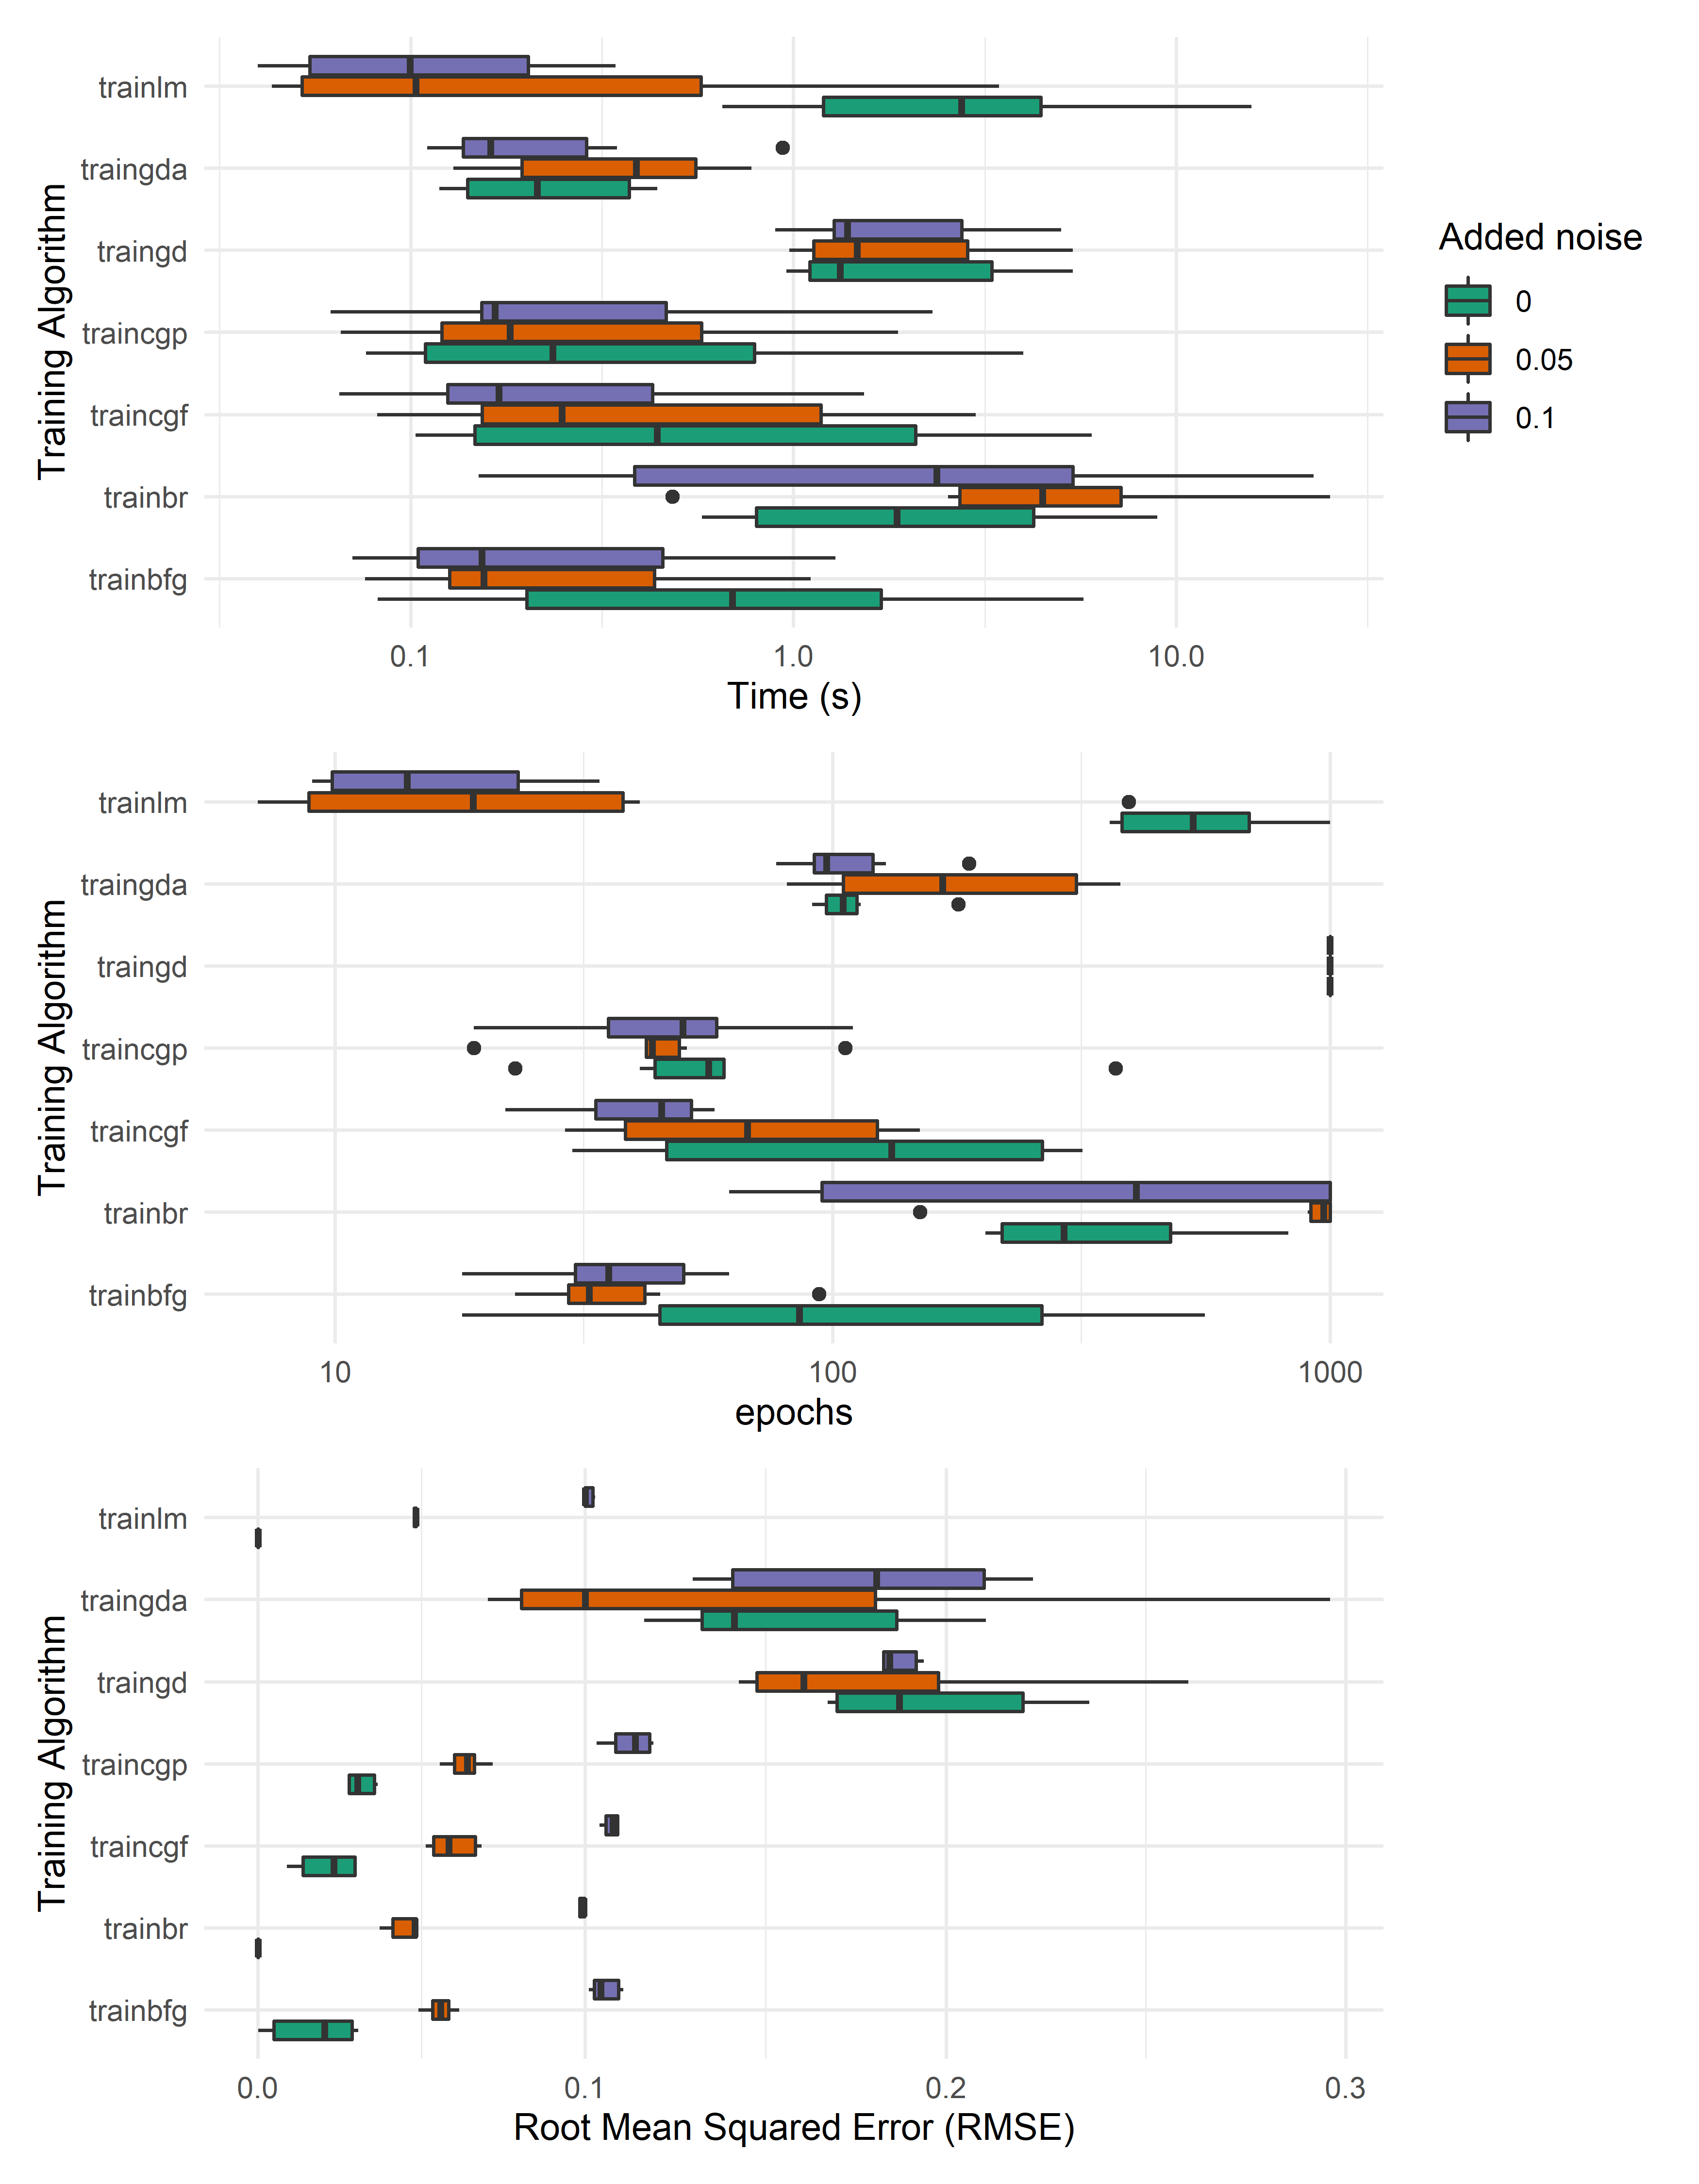 trainlm
traingda
traingd
traincgp
traincgf
trainbr
trainbfg
Training Algorithm
0.1
1.0
10.0
Time (s)
Added noise
0
0.05
0.1
trainlm
traingda
traingd
traincgp
traincgf
trainbr
trainbfg
Training Algorithm
10
100
1000
epochs
trainlm
traingda
traingd
traincgp
traincgf
trainbr
trainbfg
Training Algorithm
0.0
0.1
0.2
0.3
Root Mean Squared Error (RMSE)